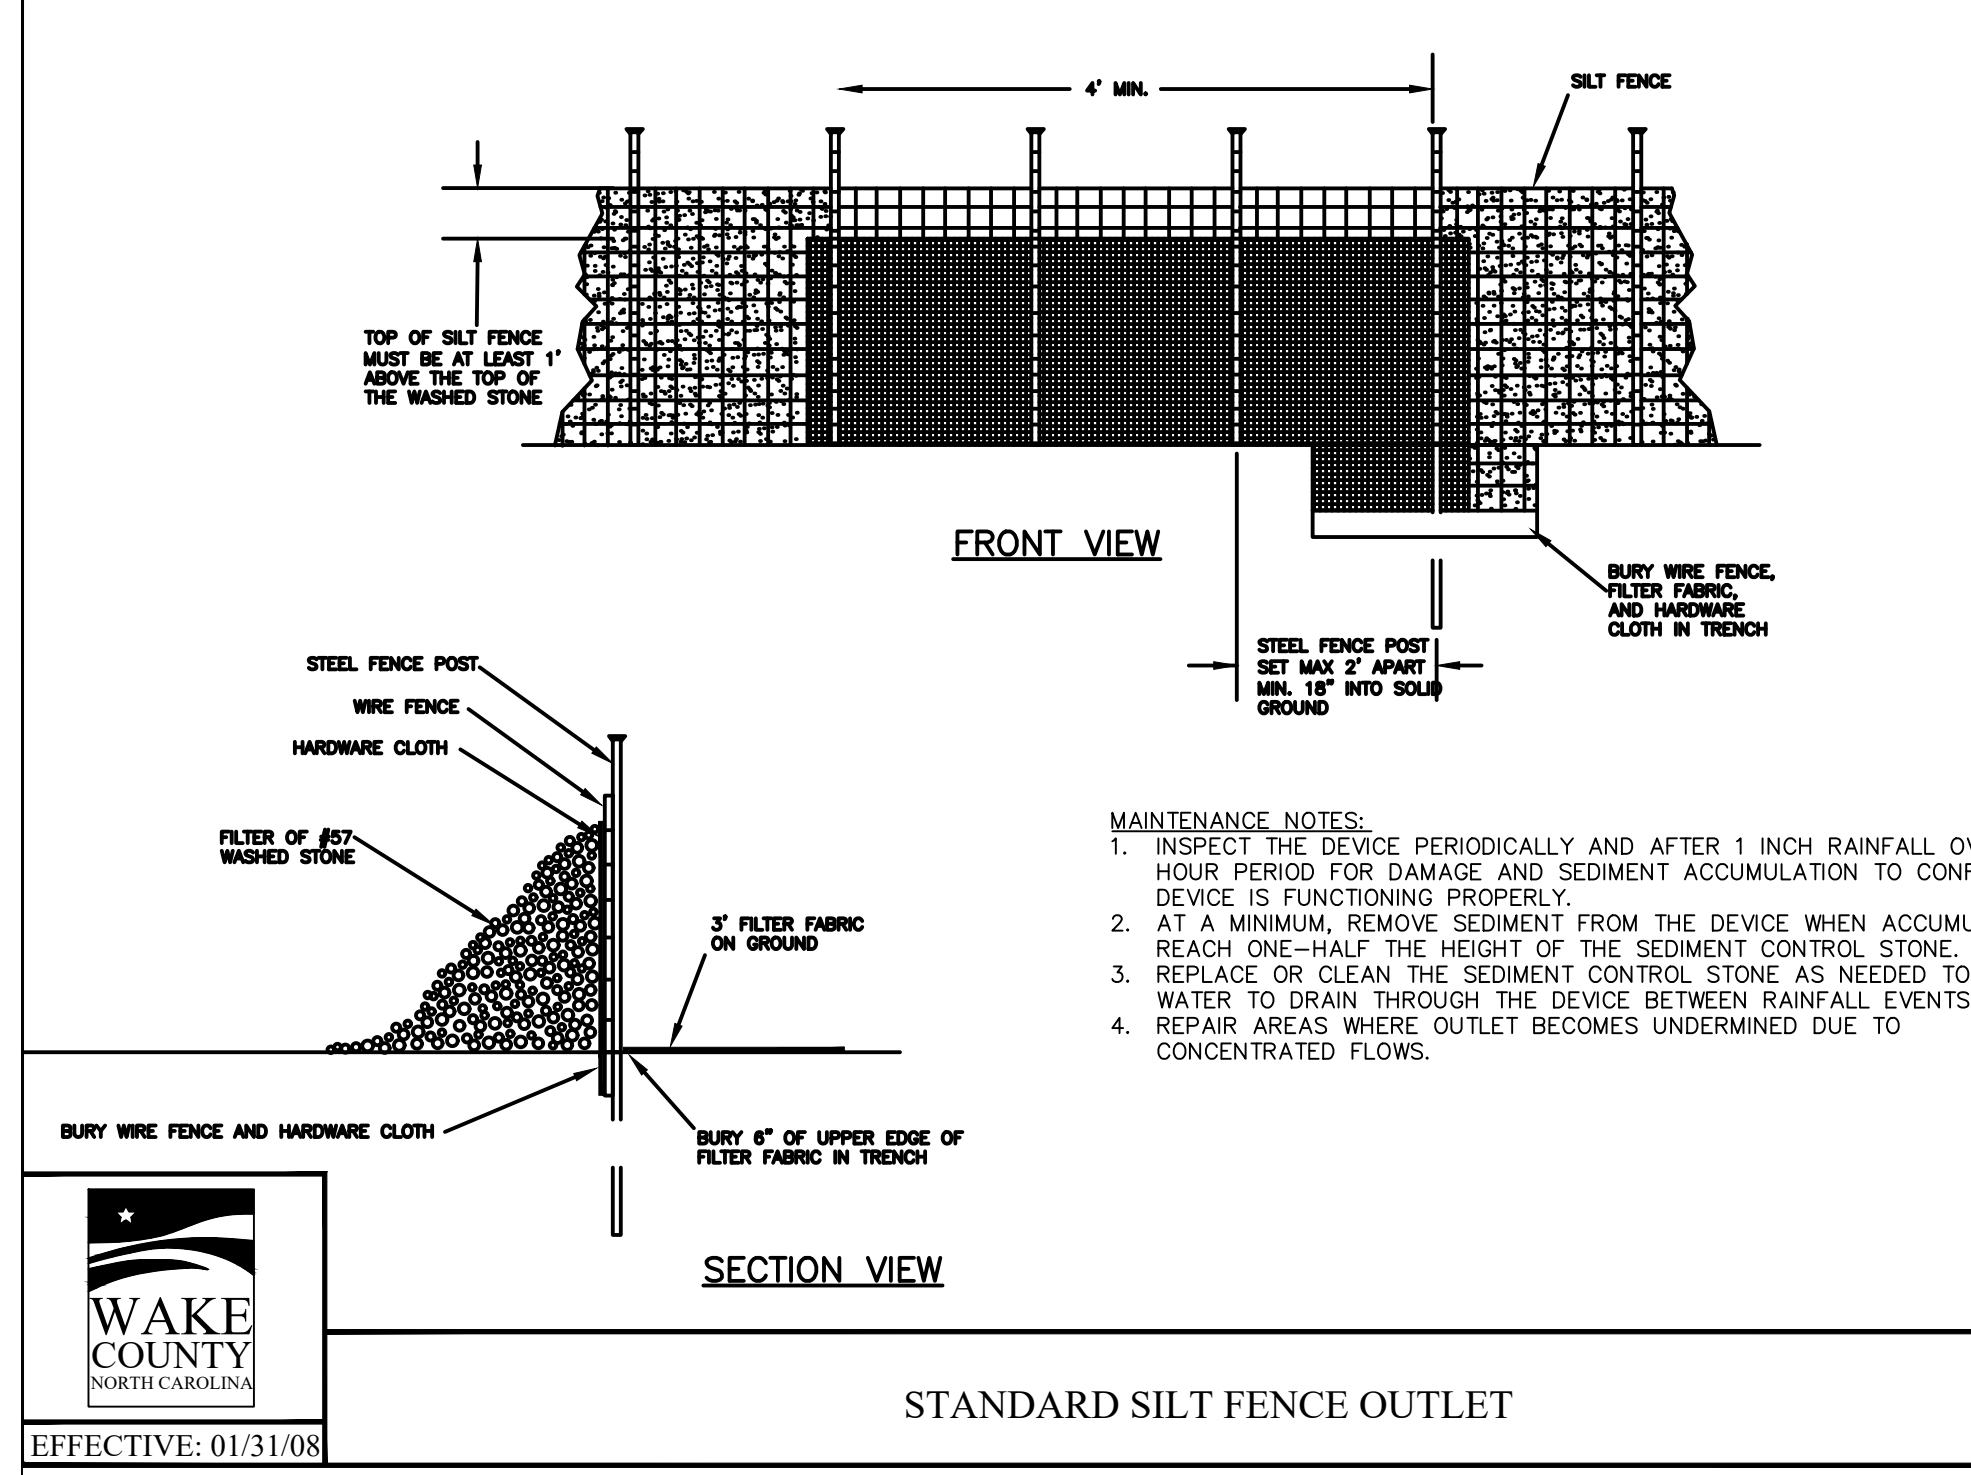 4' MIN.
SILT FENCE
TOP OF SILT FENCE
MUST BE AT LEAST 1'
ABOVE THE TOP OF
THE WASHED STONE
FRONT VIEW
BURY WIRE FENCE,
FILTER FABRIC,
AND HARDWARE
CLOTH IN TRENCH
STEEL FENCE POST
SET MAX 2' APART
MIN. 18" INTO SOLID
GROUND
STEEL FENCE POST
WIRE FENCE
HARDWARE CLOTH
FILTER OF #57
WASHED STONE
3' FILTER FABRIC
ON GROUND
BURY WIRE FENCE AND HARDWARE CLOTH
BURY 6" OF UPPER EDGE OF
FILTER FABRIC IN TRENCH
SECTION VIEW
MAINTENANCE NOTES:
1. INSPECT THE DEVICE PERIODICALLY AND AFTER 1 INCH RAINFALL
HOUR PERIOD FOR DAMAGE AND SEDIMENT ACCUMULATION TO
DEVICE IS FUNCTIONING PROPERLY.
2. AT A MINIMUM, REMOVE SEDIMENT FROM THE DEVICE WHEN
REACH ONE-HALF THE HEIGHT OF THE SEDIMENT CONTROL STONE.
3. REPLACE OR CLEAN THE SEDIMENT CONTROL STONE AS NEEDED TO
WATER TO DRAIN THROUGH THE DEVICE BETWEEN RAINFALL EVENTS
4. REPAIR AREAS WHERE OUTLET BECOMES UNDERMINED DUE TO
CONCENTRATED FLOWS.
WAKE
COUNTY
NORTH CAROLINA
EFFECTIVE: 01/31/08
STANDARD SILT FENCE OUTLET